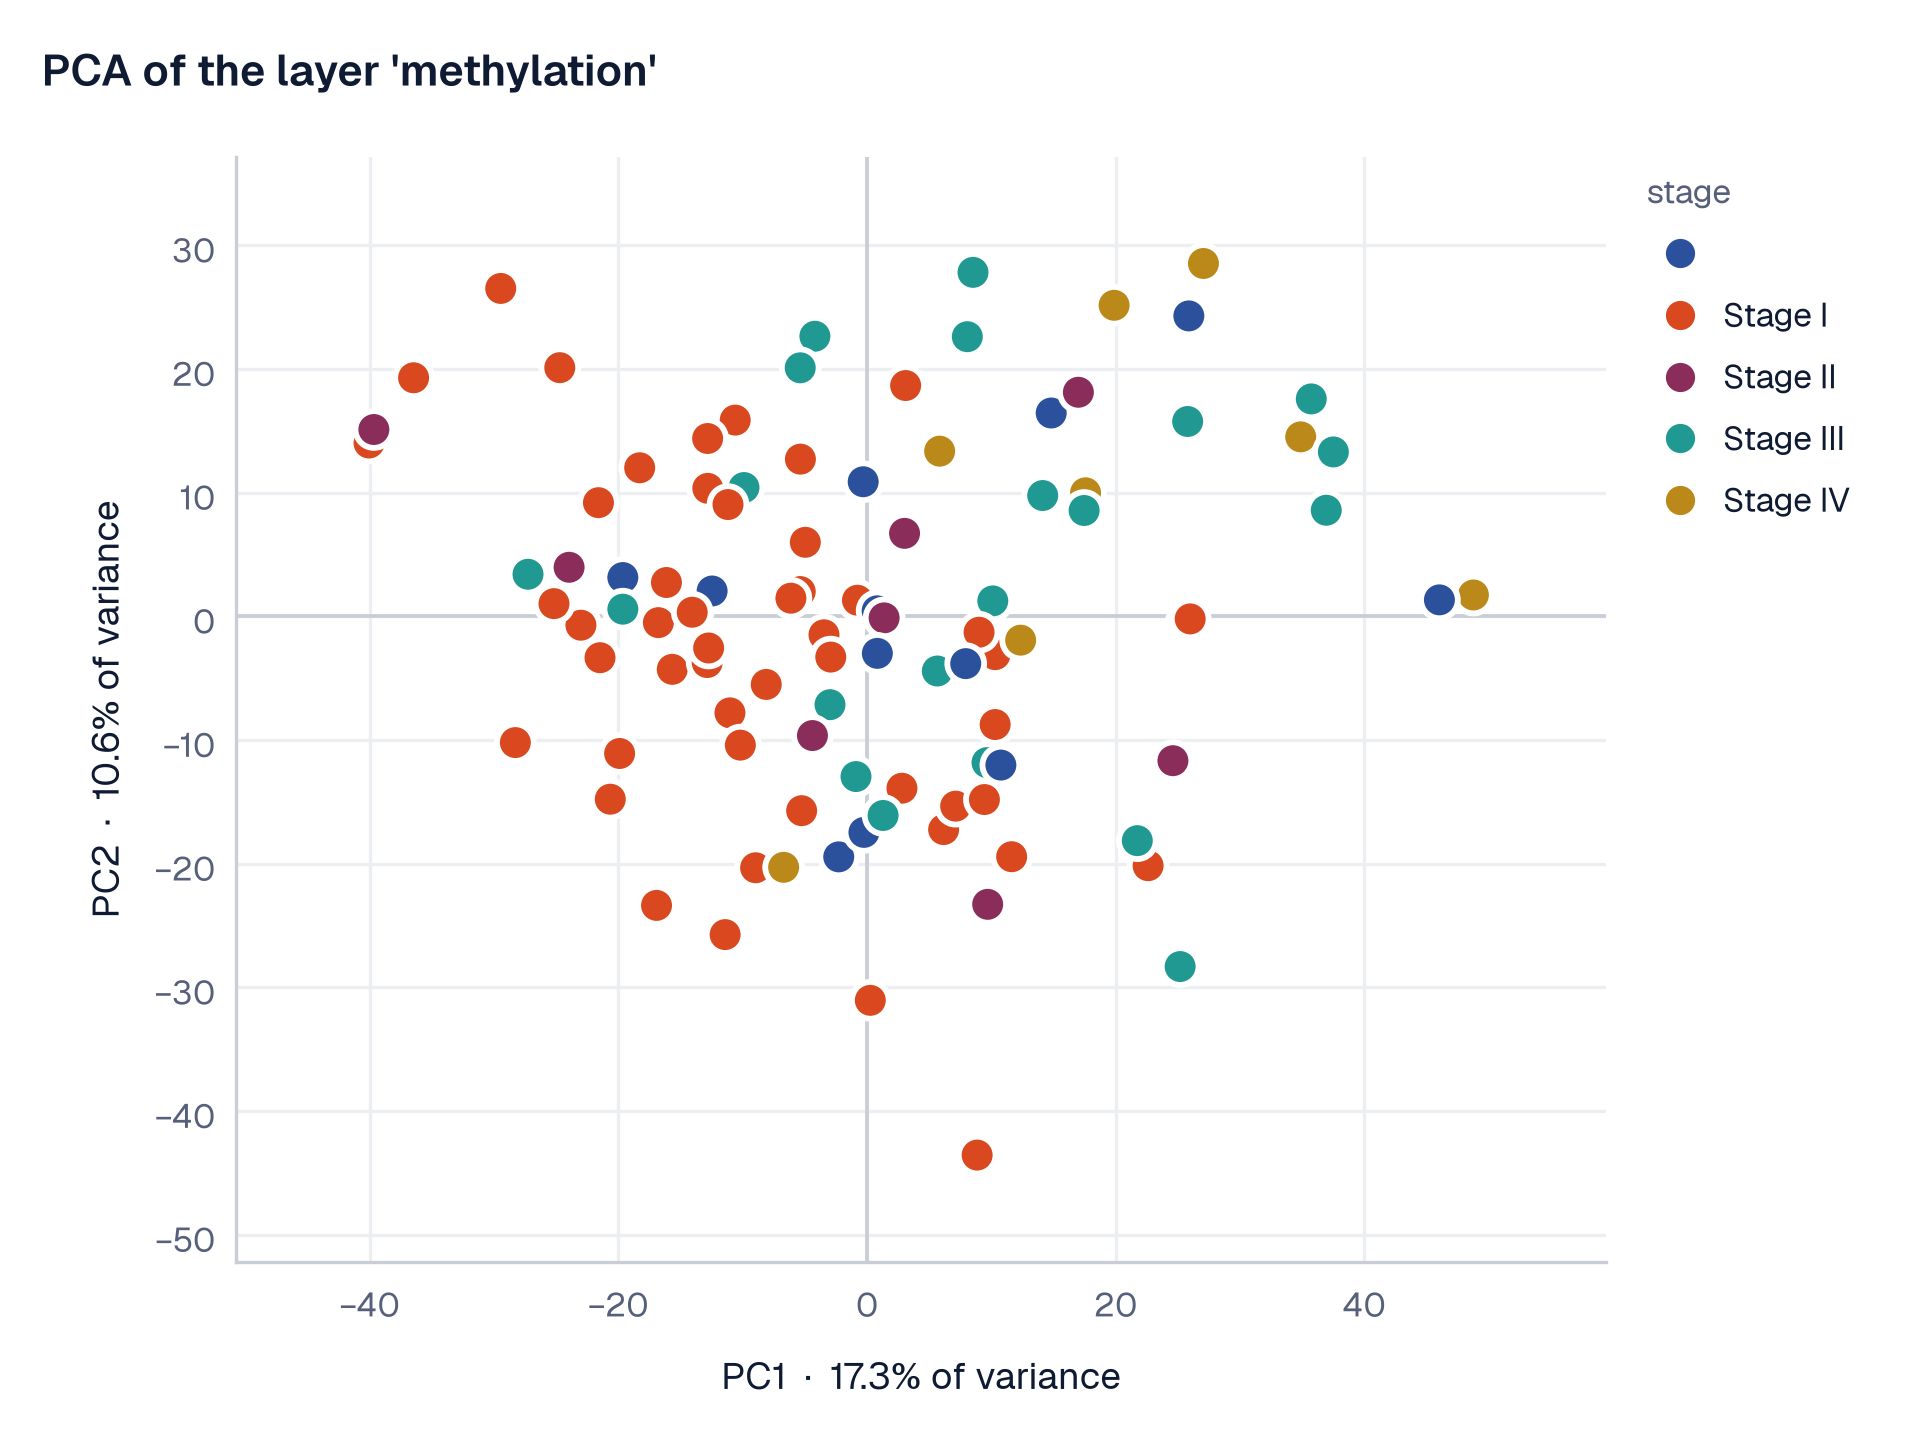 PCA of the layer 'methylation'
stage
Stage I
Stage II
Stage III
Stage IV
30
20
10
0
−10
−20
−30
−40
−50
PC2 · 10.6% of variance
−40
−20
0
20
40
PC1 · 17.3% of variance